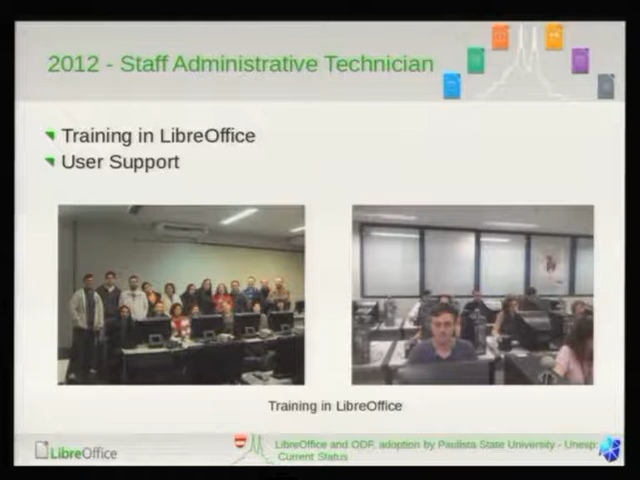 2012 - Staff Administrative Technician
Training in LibreOffice
User Support
Training in LibreOffice
LibreOffice
LibreOffice and ODF, adoption by Paulista State University - Unesp:
Current Status